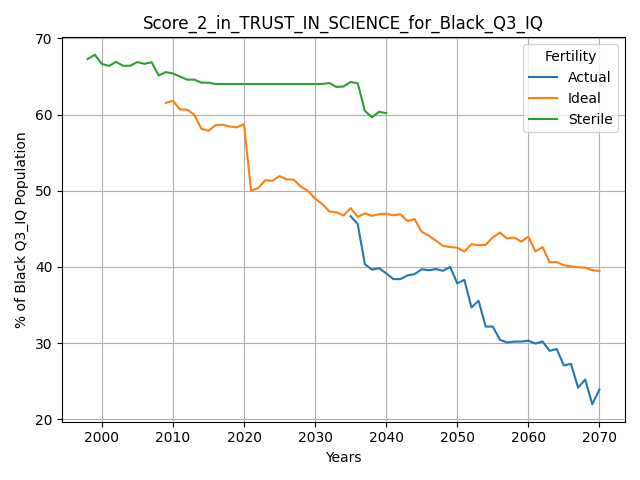 Score_2_in_TRUST_IN_SCIENCE_for_Black_Q3_IQ
70
60
50
40
30
20
% of Black Q3_IQ Population
Fertility
Actual
Ideal
Sterile
2000
2010
2020
2030
2040
2050
2060
2070
Years